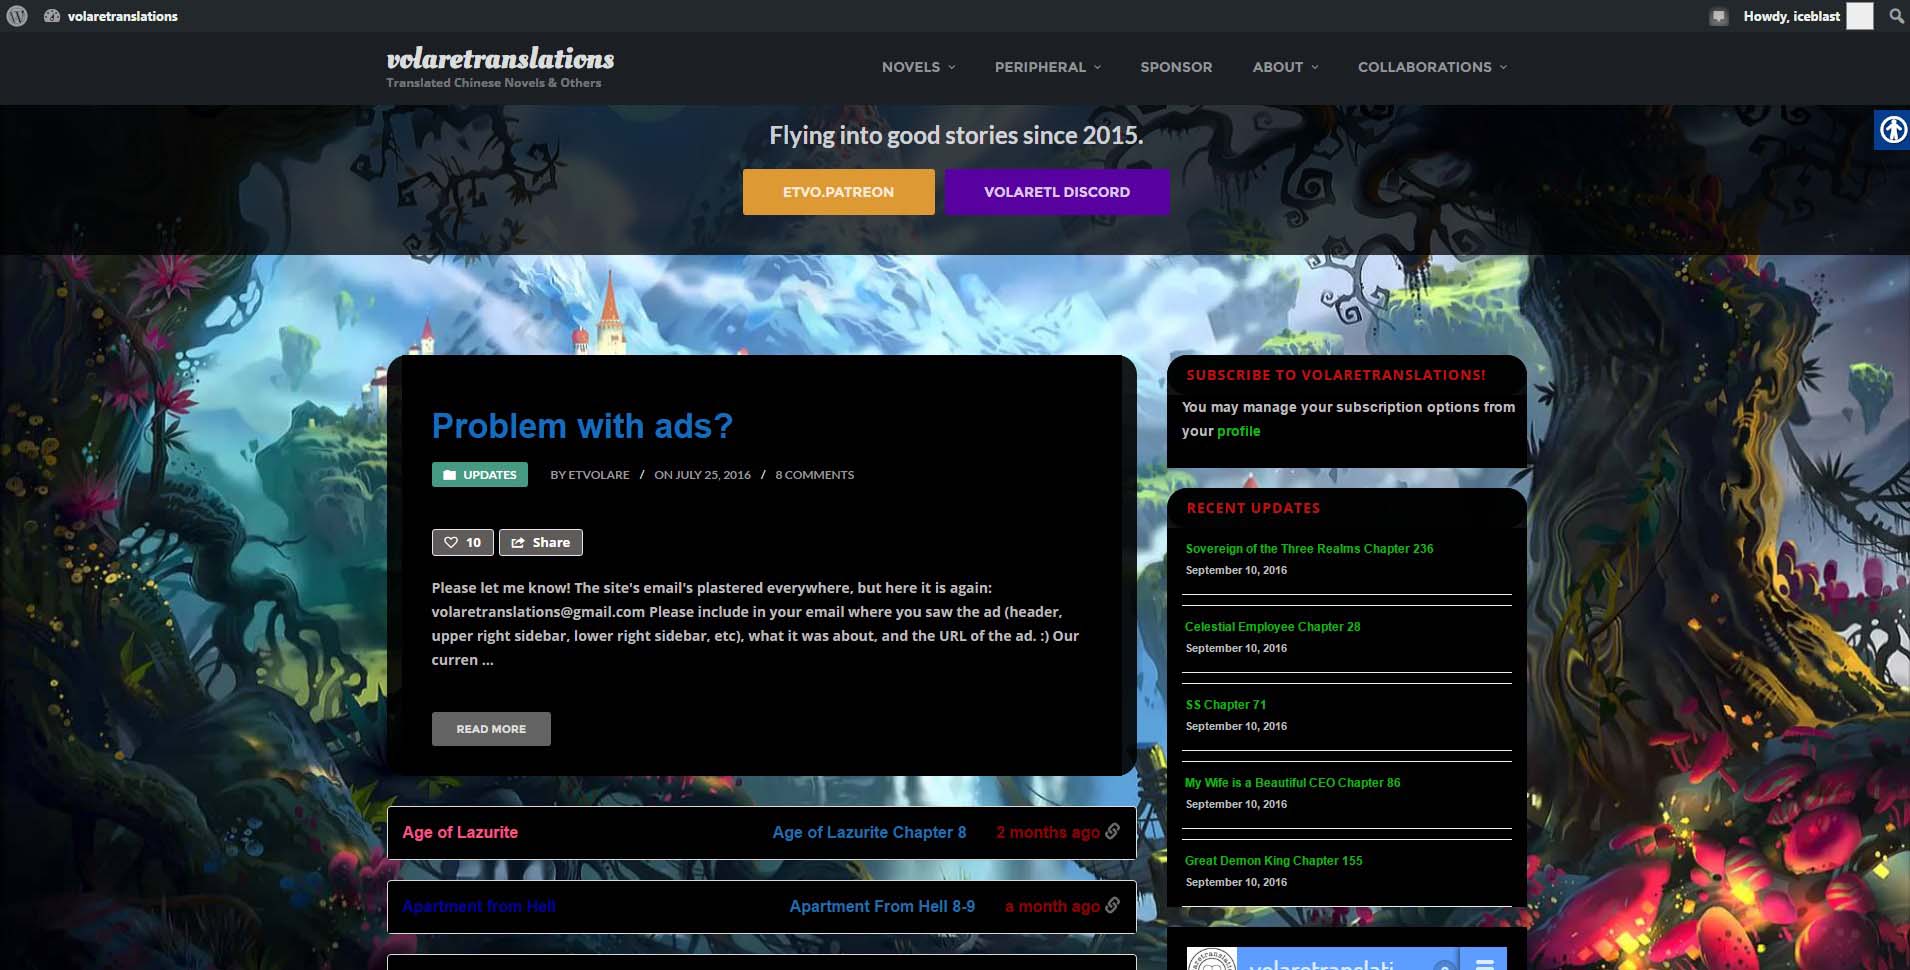 volaretranslations
Howdy, iceblast
volaretranslations
Translated Chinese Novels & Others
NOVELS
PERIPHERAL
SPONSOR
ABOUT
COLLABORATIONS
Flying into good stories since 2015.
ETVO.PATREON
VOLARETL DISCORD
Problem with ads?
UPDATES BY ETVOLARE / ON JULY 25, 2016 / 8 COMMENTS
10 Share
Please let me know! The site's email's plastered everywhere, but here it is again:
volaretranslations@gmail.com Please include in your email where you saw the ad (header,
upper right sidebar, lower right sidebar, etc), what it was about, and the URL of the ad. :) Our
curren ...
READ MORE
Age of Lazurite Age of Lazurite Chapter 8 2 months ago
Apartment from Hell Apartment From Hell 8-9 a month ago
SUBSCRIBE TO VOLARETRANSLATIONS!
You may manage your subscription options from
your profile
RECENT UPDATES
Sovereign of the Three Realms Chapter 236
September 10, 2016
Celestial Employee Chapter 28
September 10, 2016
SS Chapter 71
September 10, 2016
My Wife is a Beautiful CEO Chapter 86
September 10, 2016
Great Demon King Chapter 155
September 10, 2016
volaretranslati